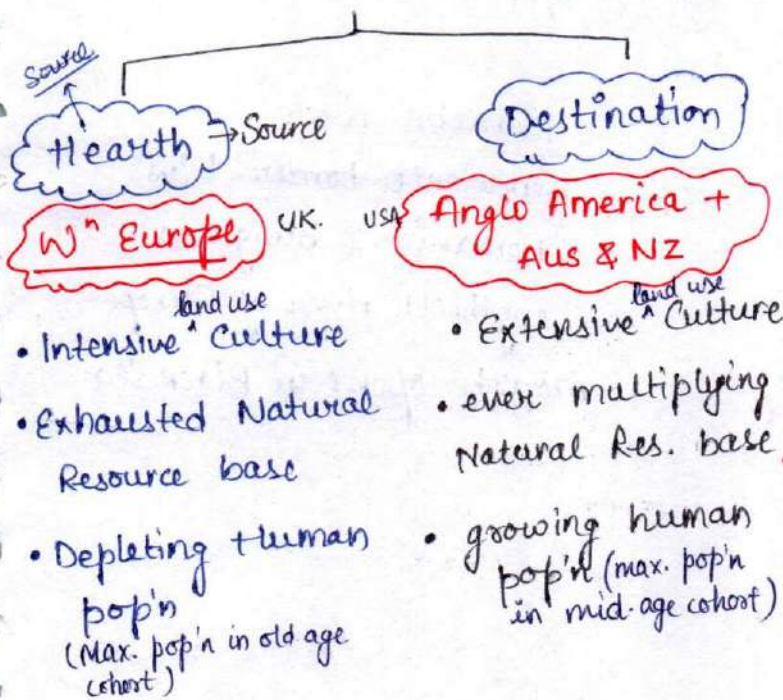 Source
Hearth → Source
Wⁿ Europe
UK.
• Intensive ^ land use Culture
• Exhausted Natural
Resource base
• Depleting Human
pop'n
(Max. pop'n in old age
cohort)
Destination
USA
Anglo America +
Aus & NZ
• Extensive ^ land use Culture
• ever multiplying
Natural Res. base
• growing human
pop'n (max. pop'n
in mid-age cohort)